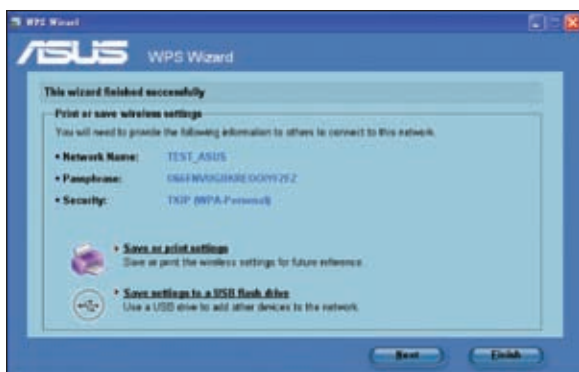 WPS Wizard
ASUS WPS Wizard
This wizard finished successfully
Print or save wireless settings
You will need to provide the following information to others to connect to this network.
• Network Name: TEST_ASUS
• Passphrase:
• Security: TKIP (WPA-Personal)
Save or print settings
Save or print the wireless settings for future reference.
Save settings to a USB flash drive
Use a USB drive to add other devices to the network.
Next Finish